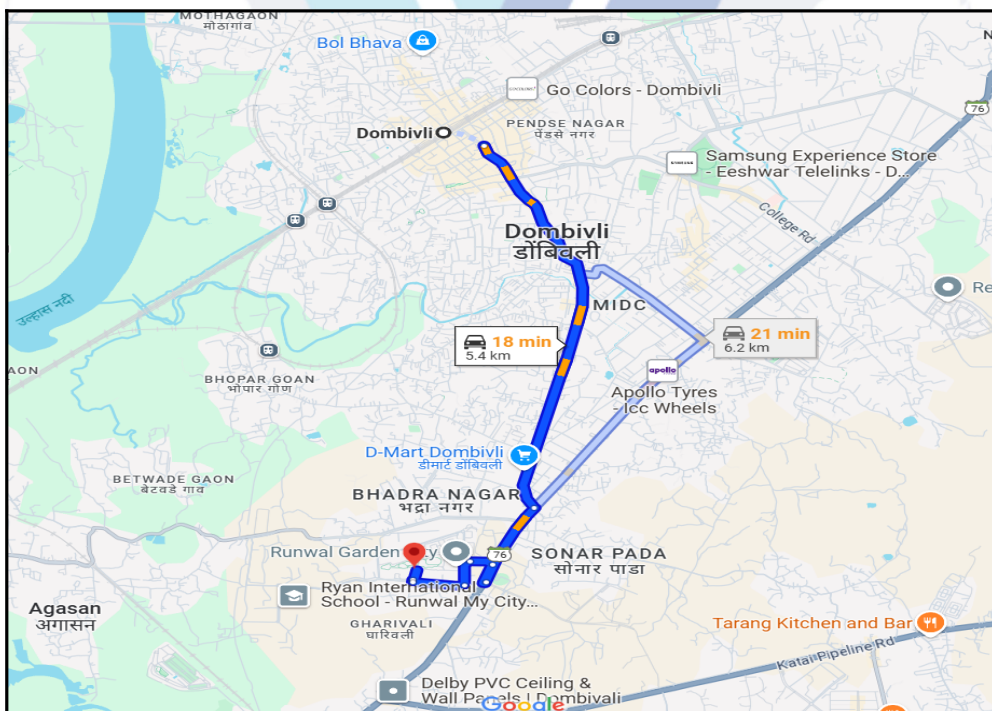 MOTHAGAON
मोठागांव
Bol Bhava
N
Go Colors - Dombivli
76
Dombivli
PENDSE NAGAR
पेंडसे नगर
Samsung Experience Store
- Eeshwar Telelinks - D...
College Rd
Dombivli
डोंबिवली
उल्हास नदी
Re
MIDC
18 min
5.4 km
21 min
6.2 km
AON
BHOPAR GOAN
भोपार गोण
apollo
Apollo Tyres
- Icc Wheels
D-Mart Dombivli
डीमार्ट डोंबिवली
BETWADE GAON
बेटवडे गाव
BHADRA NAGAR
भद्रा नगर
Runwal Garden City
76
SONAR PADA
सोनार पाडा
Ryan International
School - Runwal My City...
Agasan
अगासन
GHARIVALI
घारिवली
Tarang Kitchen and Bar
Katai Pipeline Rd
Delby PVC Ceiling &
Wall Panels | Dombivali
Google